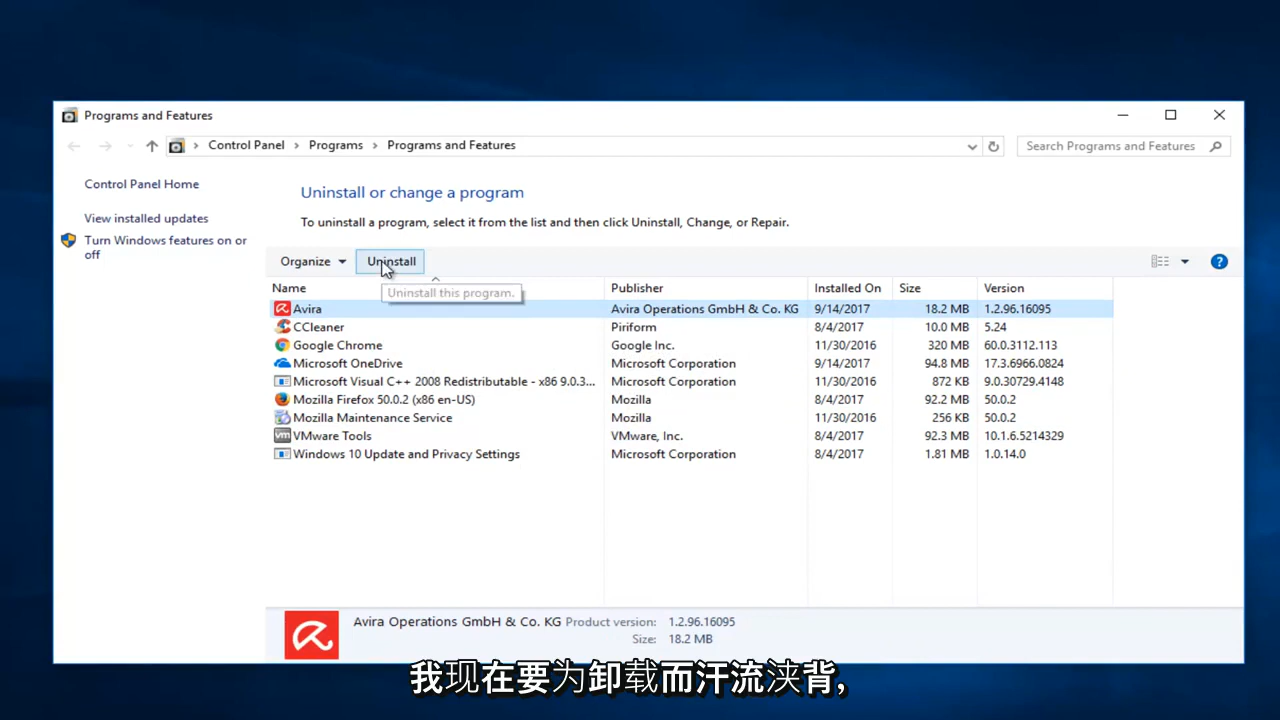 Programs and Features
Control Panel > Programs > Programs and Features
Search Programs and Features
Control Panel Home
View installed updates
Turn Windows features on or off
Uninstall or change a program
To uninstall a program, select it from the list and then click Uninstall, Change, or Repair.
Organize Uninstall
Uninstall this program.
Name Publisher Installed On Size Version
Avira Avira Operations GmbH & Co. KG 9/14/2017 18.2 MB 1.2.96.16095
CCleaner Piriform 8/4/2017 10.0 MB 5.24
Google Chrome Google Inc. 11/30/2016 320 MB 60.0.3112.113
Microsoft OneDrive Microsoft Corporation 9/14/2017 94.8 MB 17.3.6966.0824
Microsoft Visual C++ 2008 Redistributable - x86 9.0.3... Microsoft Corporation 11/30/2016 872 KB 9.0.30729.4148
Mozilla Firefox 50.0.2 (x86 en-US) Mozilla 8/4/2017 92.2 MB 50.0.2
Mozilla Maintenance Service Mozilla 11/30/2016 256 KB 50.0.2
VMware Tools VMware, Inc. 8/4/2017 92.3 MB 10.1.6.5214329
Windows 10 Update and Privacy Settings Microsoft Corporation 8/4/2017 1.81 MB 1.0.14.0
Avira Operations GmbH & Co. KG Product version: 1.2.96.16095
Size: 18.2 MB
我现在要为卸载而汗流浃背,